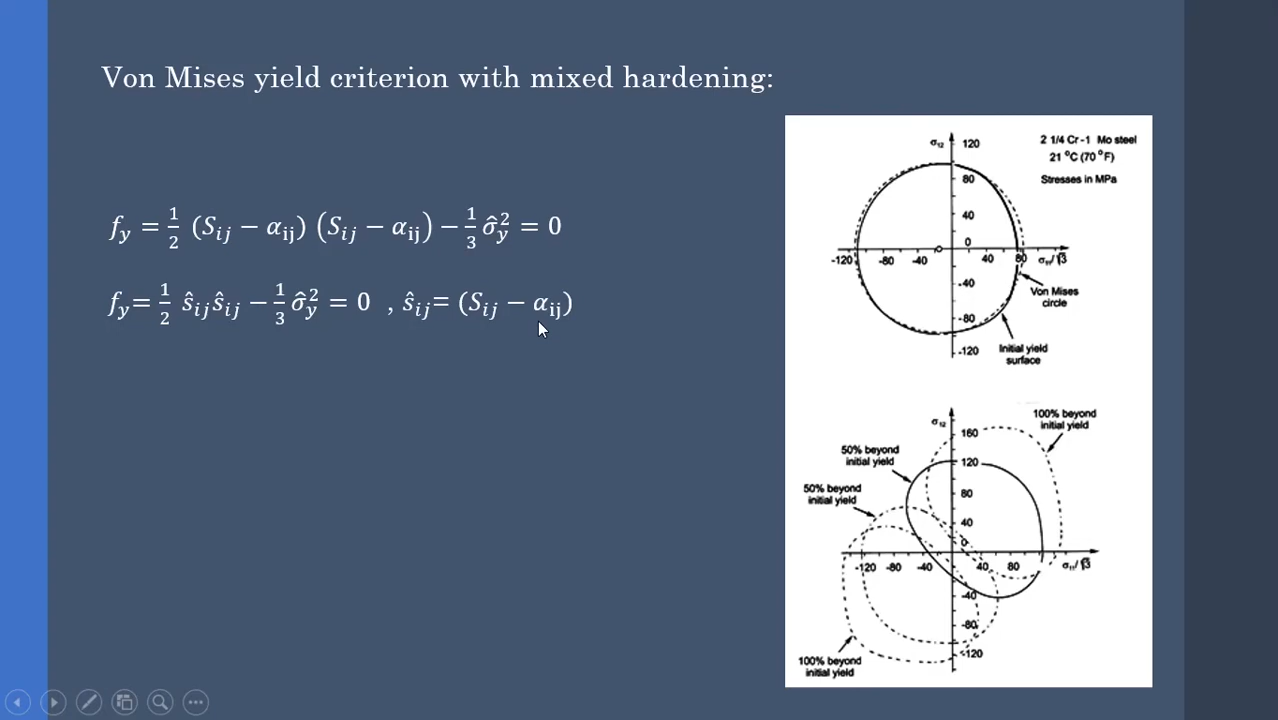 Von Mises yield criterion with mixed hardening:
f_y = 1/2 (S_ij − α_ij) (S_ij − α_ij) − 1/3 σ̂_y^2 = 0
f_y= 1/2 ŝ_ij ŝ_ij − 1/3 σ̂_y^2 = 0 , ŝ_ij= (S_ij − α_ij)
2 1/4 Cr-1 Mo steel
21 °C (70 °F)
Stresses in MPa
σ₁₂
120
80
40
0
-120 -80 -40 40 80 σ₁₁/√3
-40
Von Mises
circle
-80
-120
Initial yield
surface
σ₁₂
100% beyond
initial yield
160
50% beyond
initial yield
120
80
50% beyond
initial yield
40
0
-120 -80 -40 40 80 σ₁₁/√3
-40
-80
-120
100% beyond
initial yield